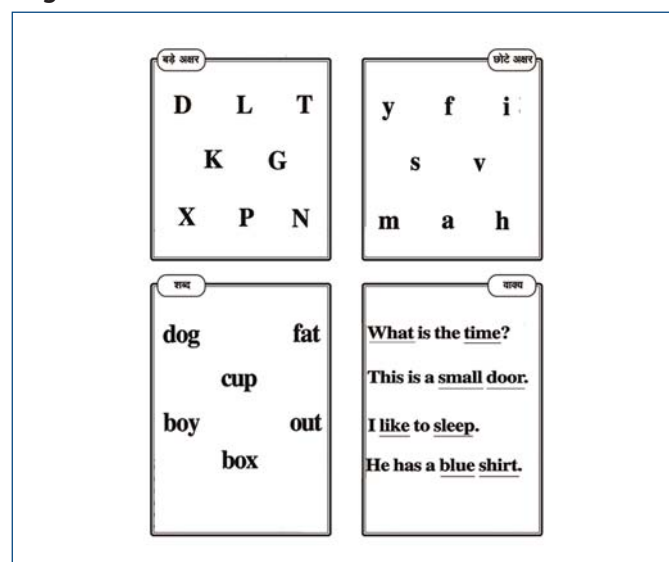 बड़े अक्षर
D L T
K G
X P N
छोटे अक्षर
y f i
s v
m a h
शब्द
dog fat
cup
boy out
box
वाक्य
What is the time?
This is a small door.
I like to sleep.
He has a blue shirt.